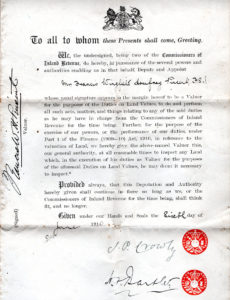 To all to whom these Presents shall come, Greeting.
We, the undersigned, being two of the Commissioners of
Inland Revenue, do hereby, in pursuance of the several powers and
authorities enabling us in that behalf Depute and Appoint
Mr Francis Wingfield
whose usual signature appears in the margin hereof to be a Valuer
for the purposes of the Duties on Land Values, to do and perform
all such acts, matters, and things relating to any of the said duties
as may have in charge from the Commissioners of
Inland Revenue for the time being. Further, for the purpose of
the exercise of our powers, or the performance of our duties, under
Part I of the Finance (1909-10) Act, 1910, in reference to the
valuation of Land, we hereby give, the above-named Valuer this,
our general authority, at all reasonable times to inspect any Land
which, in the execution of his duties as Valuer for the purposes
of the aforesaid Duties on Land Values, he may deem it necessary
to inspect.
Provided always, that this Deputation and Authority
hereby given shall continue in force so long as we, or the
Commissioners of Inland Revenue for the time being, shall think
fit, and no longer.
Given under our Hands and Seals the day of
June 191
(Signed)
Valuer.